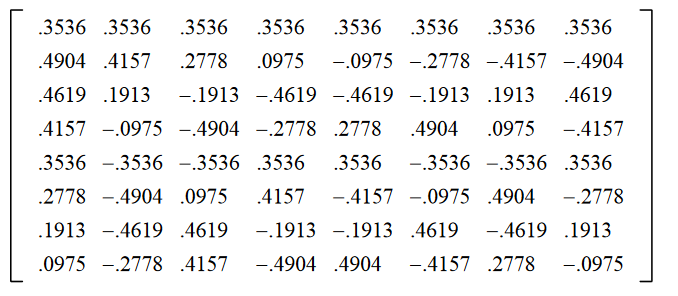 .3536 .3536 .3536 .3536 .3536 .3536 .3536 .3536
.4904 .4157 .2778 .0975 −.0975 −.2778 −.4157 −.4904
.4619 .1913 −.1913 −.4619 −.4619 −.1913 .1913 .4619
.4157 −.0975 −.4904 −.2778 .2778 .4904 .0975 −.4157
.3536 −.3536 −.3536 .3536 .3536 −.3536 −.3536 .3536
.2778 −.4904 .0975 .4157 −.4157 −.0975 .4904 −.2778
.1913 −.4619 .4619 −.1913 −.1913 .4619 −.4619 .1913
.0975 −.2778 .4157 −.4904 .4904 −.4157 .2778 −.0975